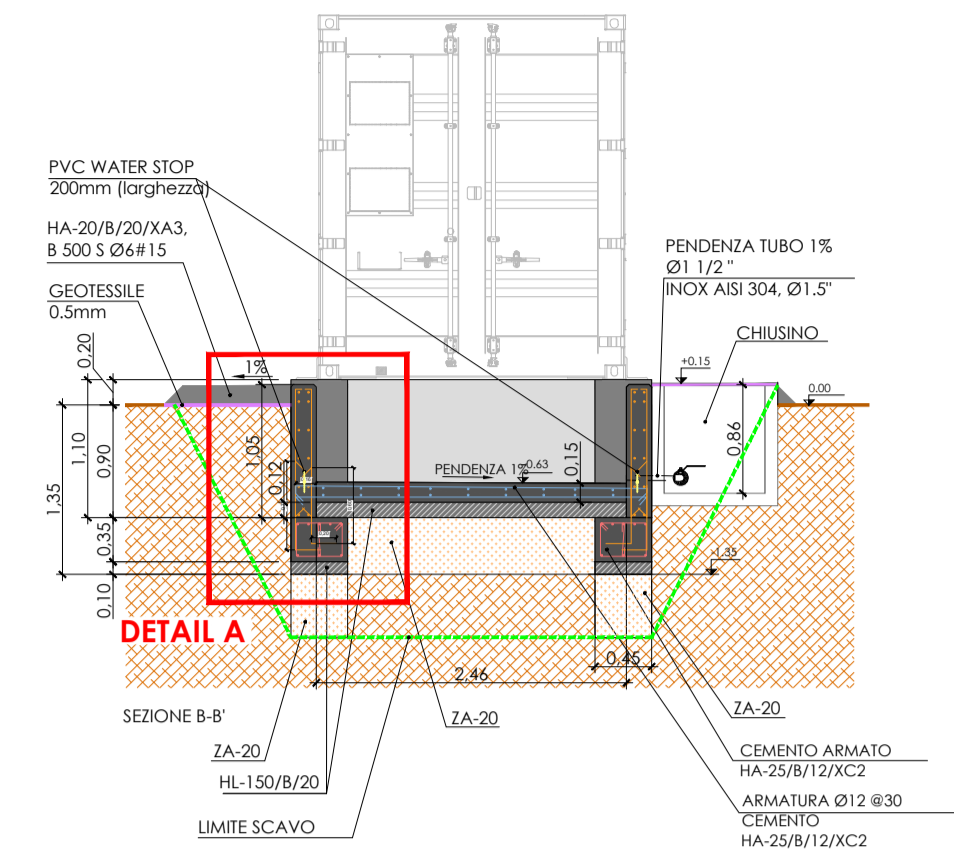 PVC WATER STOP
200mm (larghezza)
HA-20/B/20/XA3,
B 500 S Ø6#15
GEOTESSILE
0.5mm
PENDENZA TUBO 1%
Ø1 1/2 "
INOX AISI 304, Ø1.5"
CHIUSINO
+0.15
0.00
0,20
1%
1,10
0,90
1,35
1,05
0,12
PENDENZA 1%
-0.63
0,15
0,86
0,35
0,20
-1.35
0,10
DETAIL A
0,45
2,46
SEZIONE B-B'
ZA-20
ZA-20
ZA-20
HL-150/B/20
LIMITE SCAVO
CEMENTO ARMATO
HA-25/B/12/XC2
ARMATURA Ø12 @30
CEMENTO
HA-25/B/12/XC2